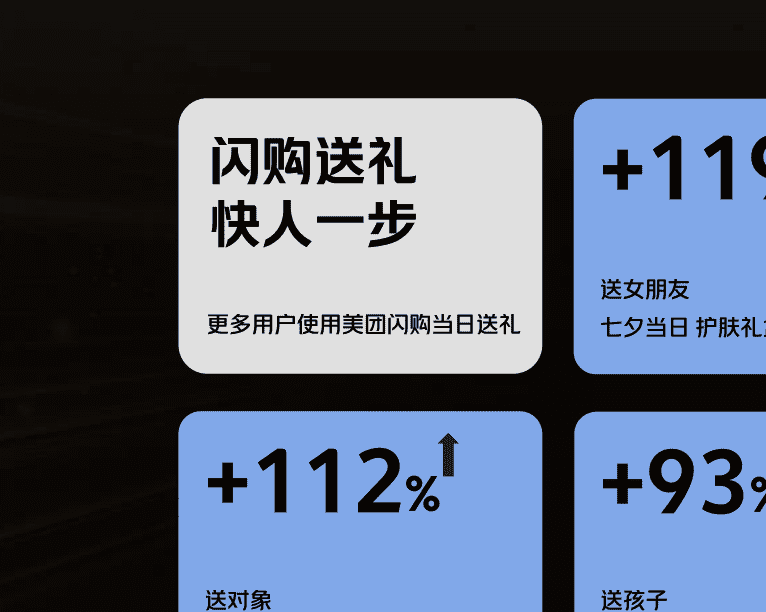 闪购送礼
快人一步
更多用户使用美团闪购当日送礼
+119
送女朋友
七夕当日 护肤礼
+112%
送对象
+93%
送孩子